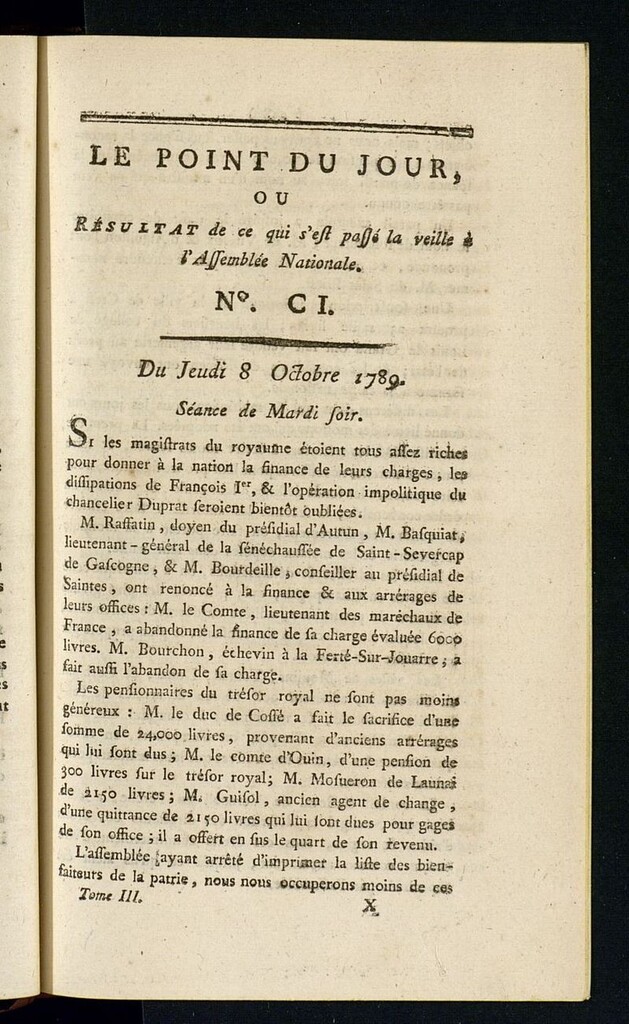 LE POINT DU JOUR,
OU
RÉSULTAT de ce qui s'eſt paſſé la veille à
l'Aſſemblée Nationale.
Nº. CI.
Du Jeudi 8 Octobre 1789.
Séance de Mardi ſoir.
SI les magiſtrats du royaume étoient tous aſſez riches
pour donner à la nation la finance de leurs charges, les
diſſipations de François Ier, & l'opération impolitique du
chancelier Duprat ſeroient bientôt oubliées.
M. Raſſatin, doyen du préſidial d'Autun, M. Baſquiat,
lieutenant-général de la ſénéchauſſée de Saint-Severcap
de Gaſcogne, & M. Bourdeille, conſeiller au préſidial de
Saintes, ont renoncé à la finance & aux arrérages de
leurs offices: M. le Comte, lieutenant des maréchaux de
France, a abandonné la finance de ſa charge évaluée 6000
livres. M. Bourchon, échevin à la Ferté-Sur-Jouarre, a
fait auſſi l'abandon de ſa charge.
Les penſionnaires du tréſor royal ne ſont pas moins
généreux : M. le duc de Coſſé a fait le ſacrifice d'une
ſomme de 24,000 livres, provenant d'anciens arrérages
qui lui ſont dus; M. le comte d'Ouin, d'une penſion de
300 livres ſur le tréſor royal; M. Moſueron de Launai
de 2150 livres; M. Guiſol, ancien agent de change,
d'une quittance de 2150 livres qui lui ſont dues pour gages
de ſon office; il a offert en ſus le quart de ſon revenu.
L'aſſemblée ayant arrêté d'imprimer la liſte des bien-
faiteurs de la patrie, nous nous occuperons moins de ces
Tome III. X